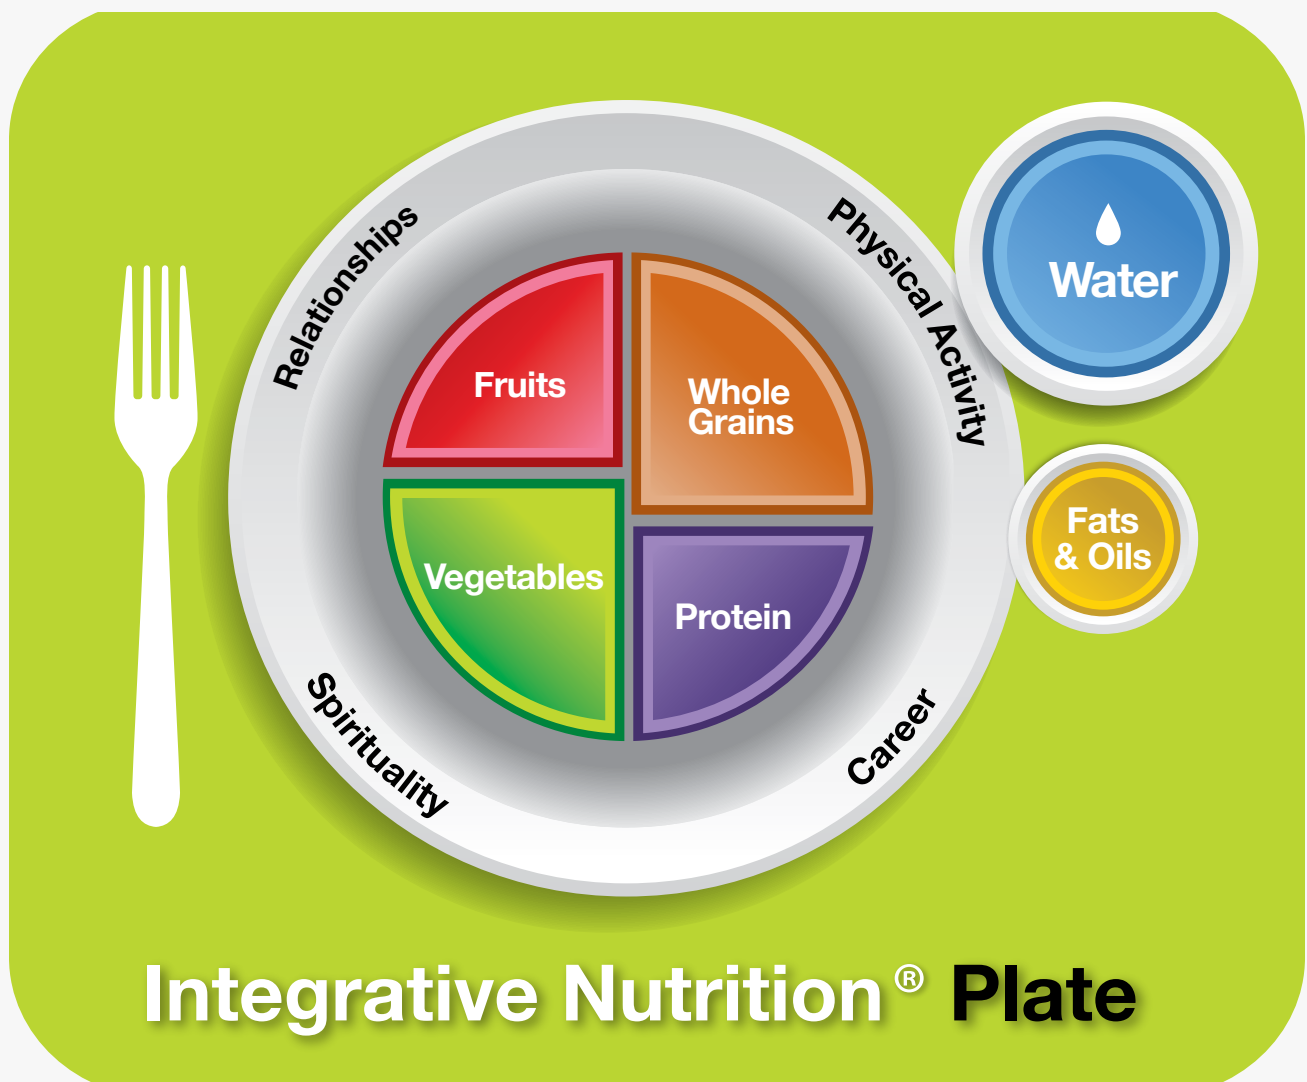 Relationships
Physical Activity
Water
Fruits
Whole
Grains
Fats
& Oils
Vegetables
Protein
Spirituality
Career
Integrative Nutrition® Plate